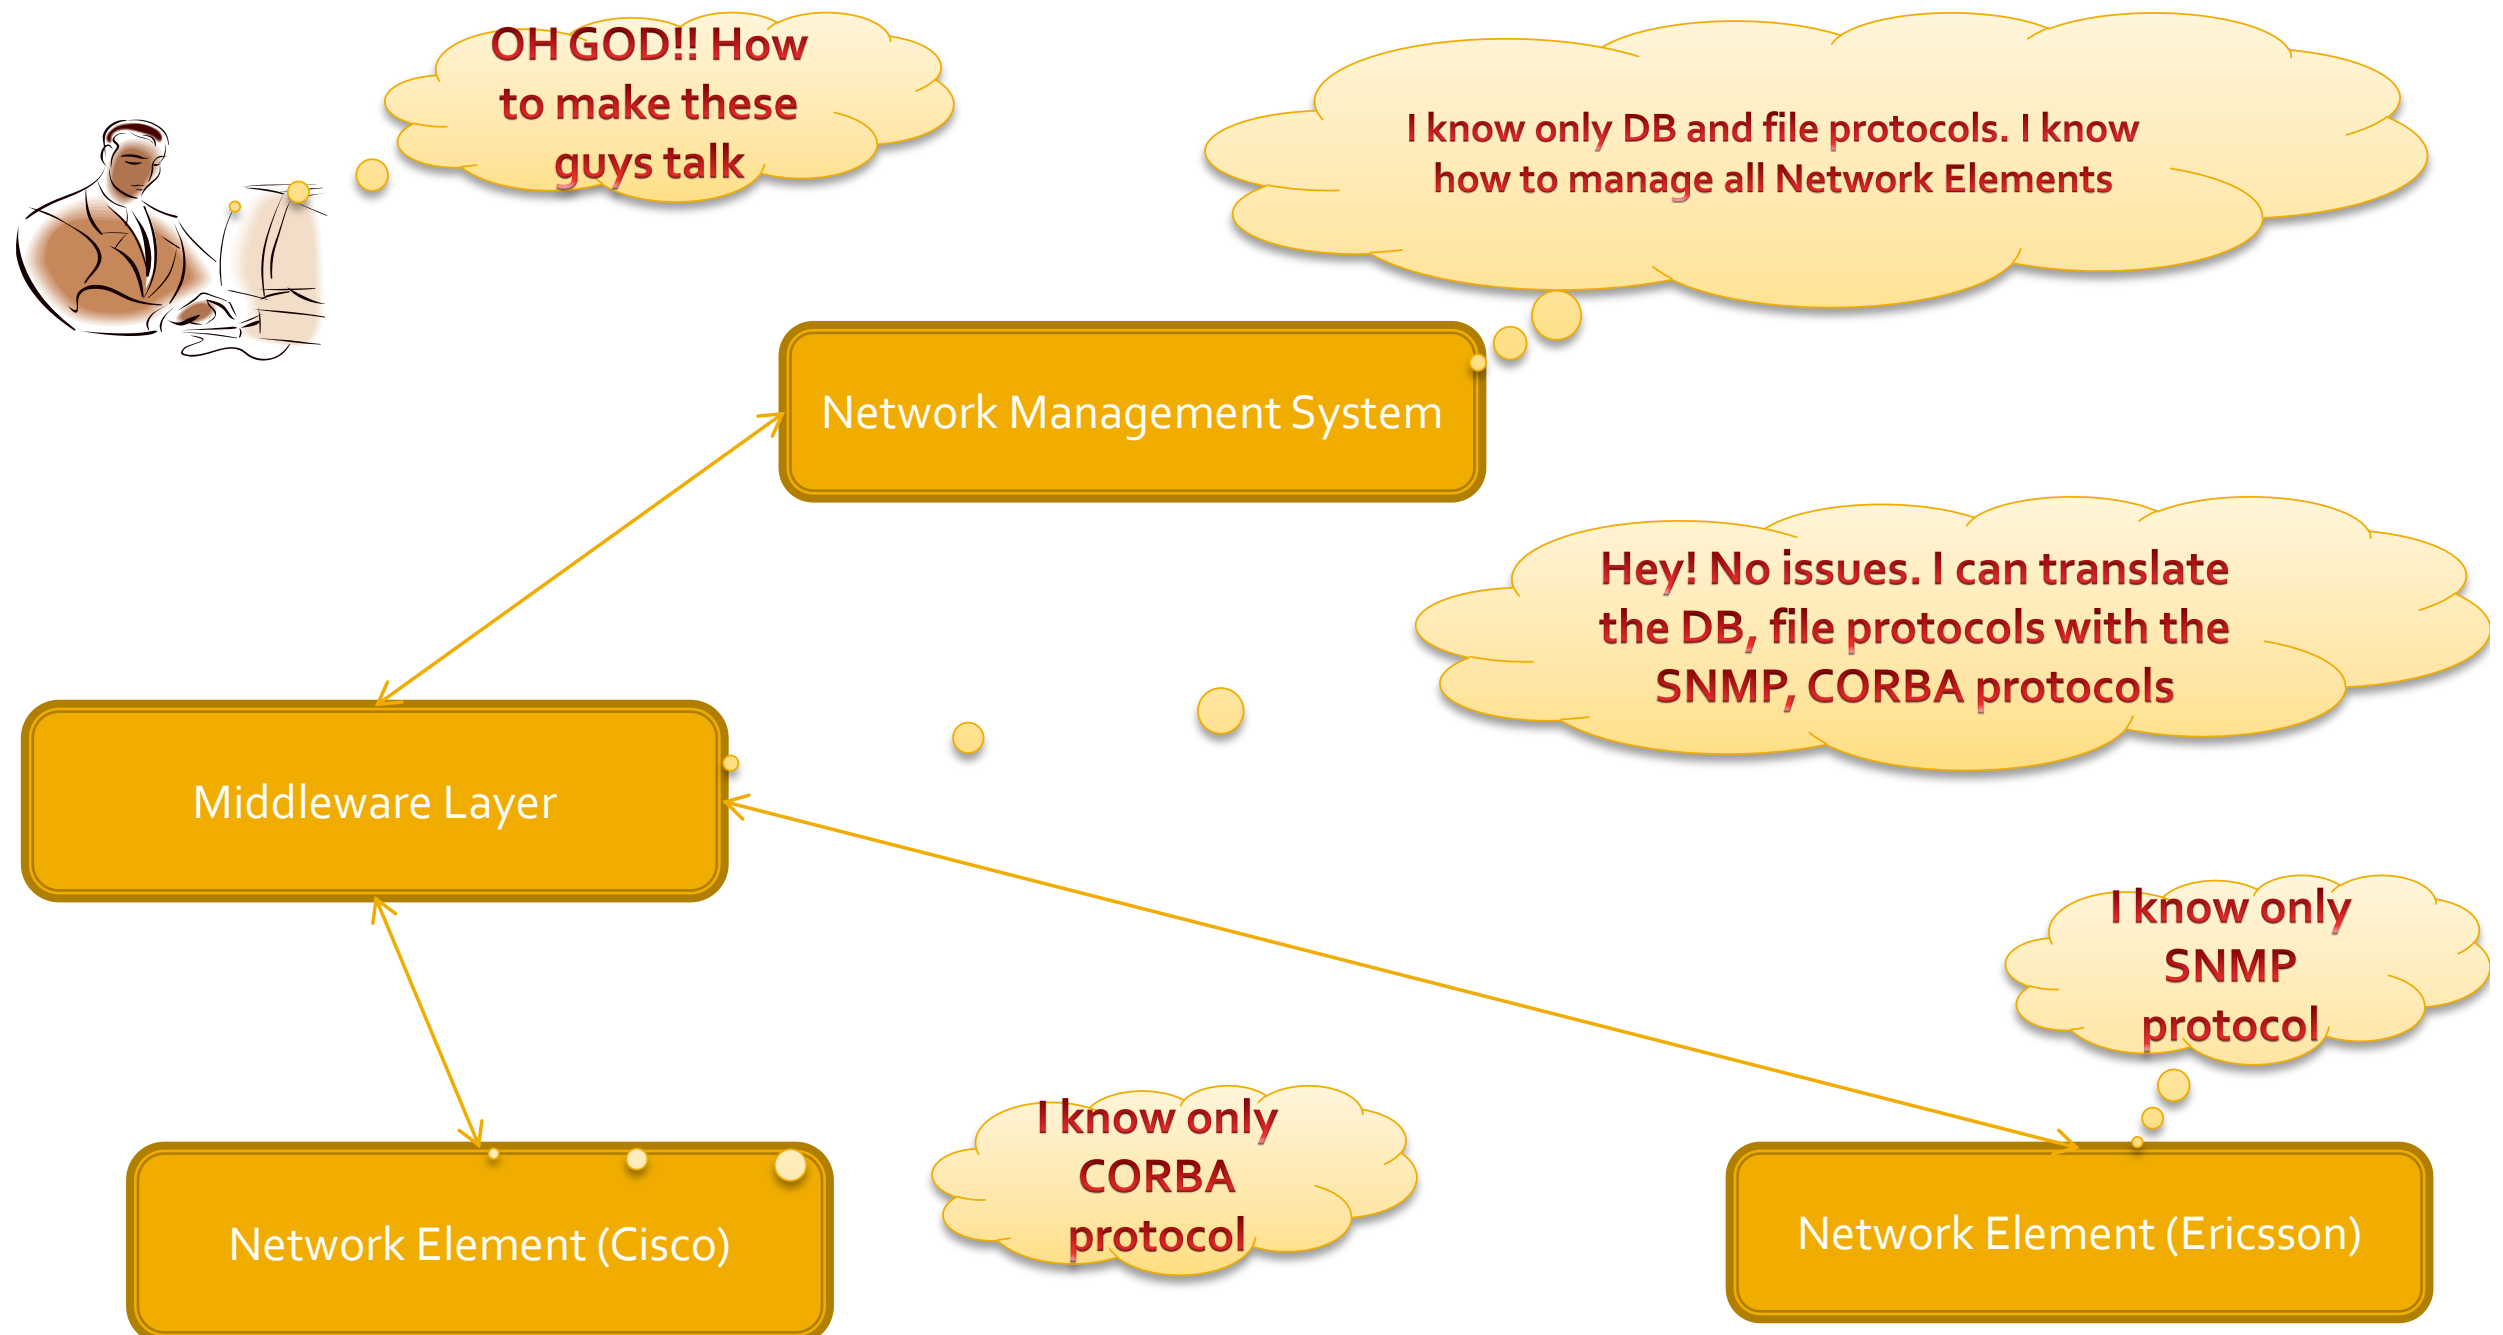 OH GOD!! How
to make these
guys talk
I know only DB and file protocols. I know
how to manage all Network Elements
Network Management System
Hey! No issues. I can translate
the DB, file protocols with the
SNMP, CORBA protocols
Middleware Layer
I know only
SNMP
protocol
I know only
CORBA
protocol
Network Element (Cisco)
Network Element (Ericsson)